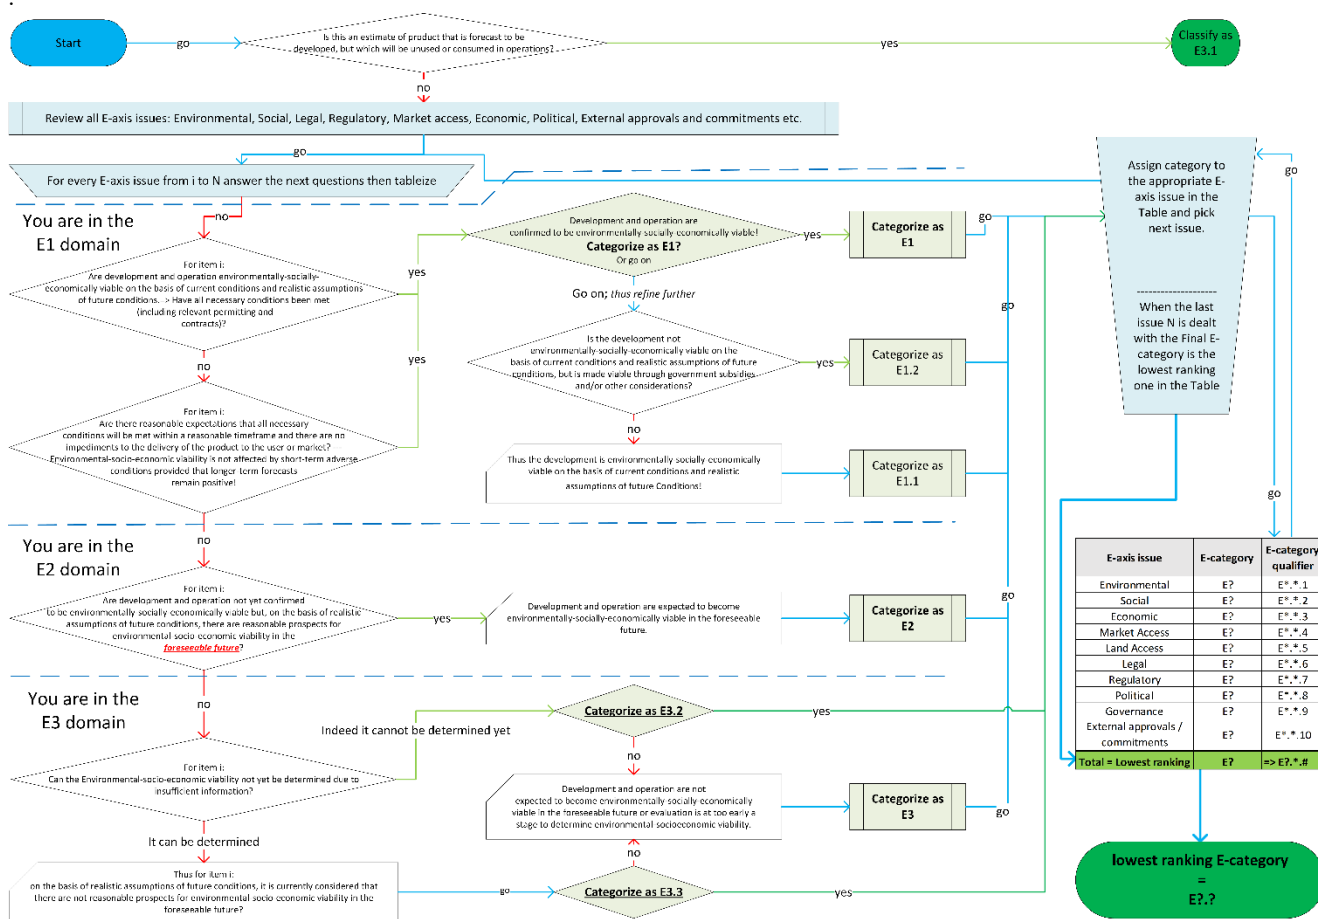 .
Start
go
Is this an estimate of product that is forecast to be
developed, but which will be unused or consumed in operations?
yes
Classify as
E3.1
no
Review all E-axis issues: Environmental, Social, Legal, Regulatory, Market access, Economic, Political, External approvals and commitments etc.
go
For every E-axis issue from i to N answer the next questions then tableize
You are in the
E1 domain
no
For item i:
Are development and operation environmentally-socially-
economically viable on the basis of current conditions and realistic assumptions
of future conditions. -> Have all necessary conditions been met
(including relevant permitting and
contracts)?
yes
Development and operation are
confirmed to be environmentally-socially-economically viable!
Categorize as E1?
Or go on
yes
Categorize as
E1
go
Go on; thus refine further
Is the development not
environmentally-socially-economically viable on the
basis of current conditions and realistic assumptions of future
conditions, but is made viable through government subsidies
and/or other considerations?
yes
Categorize as
E1.2
go
no
Thus the development is environmentally-socially-economically
viable on the basis of current conditions and realistic
assumptions of future Conditions!
Categorize as
E1.1
go
no
yes
For item i:
Are there reasonable expectations that all necessary
conditions will be met within a reasonable timeframe and there are no
impediments to the delivery of the product to the user or market?
Environmental-socio-economic viability is not affected by short-term adverse
conditions provided that longer term forecasts
remain positive!
no
You are in the
E2 domain
For item i:
Are development and operation not yet confirmed
to be environmentally-socially-economically viable but, on the basis of realistic
assumptions of future conditions, there are reasonable prospects for
environmental-socio-economic viability in the
foreseeable future?
yes
Development and operation are expected to become
environmentally-socially-economically viable in the foreseeable
future.
Categorize as
E2
go
You are in the
E3 domain
no
For item i:
Can the Environmental-socio-economic viability not yet be determined due to
insufficient information?
Indeed it cannot be determined yet
Categorize as E3.2
yes
no
Development and operation are not
expected to become environmentally-socially-economically
viable in the foreseeable future or evaluation is at too early a
stage to determine environmental-socioeconomic viability.
Categorize as
E3
go
no
It can be determined
Thus for item i:
on the basis of realistic assumptions of future conditions, it is currently considered that
there are not reasonable prospects for environmental-socio-economic viability in the
foreseeable future?
go
Categorize as E3.3
yes
Assign category to
the appropriate E-
axis issue in the
Table and pick
next issue.
--------------------
When the last
issue N is dealt
with the Final E-
category is the
lowest ranking
one in the Table
go
go
E-axis issue E-category E-category qualifier
Environmental E? E*.*.1
Social E? E*.*.2
Economic E? E*.*.3
Market Access E? E*.*.4
Land Access E? E*.*.5
Legal E? E*.*.6
Regulatory E? E*.*.7
Political E? E*.*.8
Governance E? E*.*.9
External approvals / commitments E? E*.*.10
Total = Lowest ranking E? => E?.*.#
lowest ranking E-category
=
E?.?